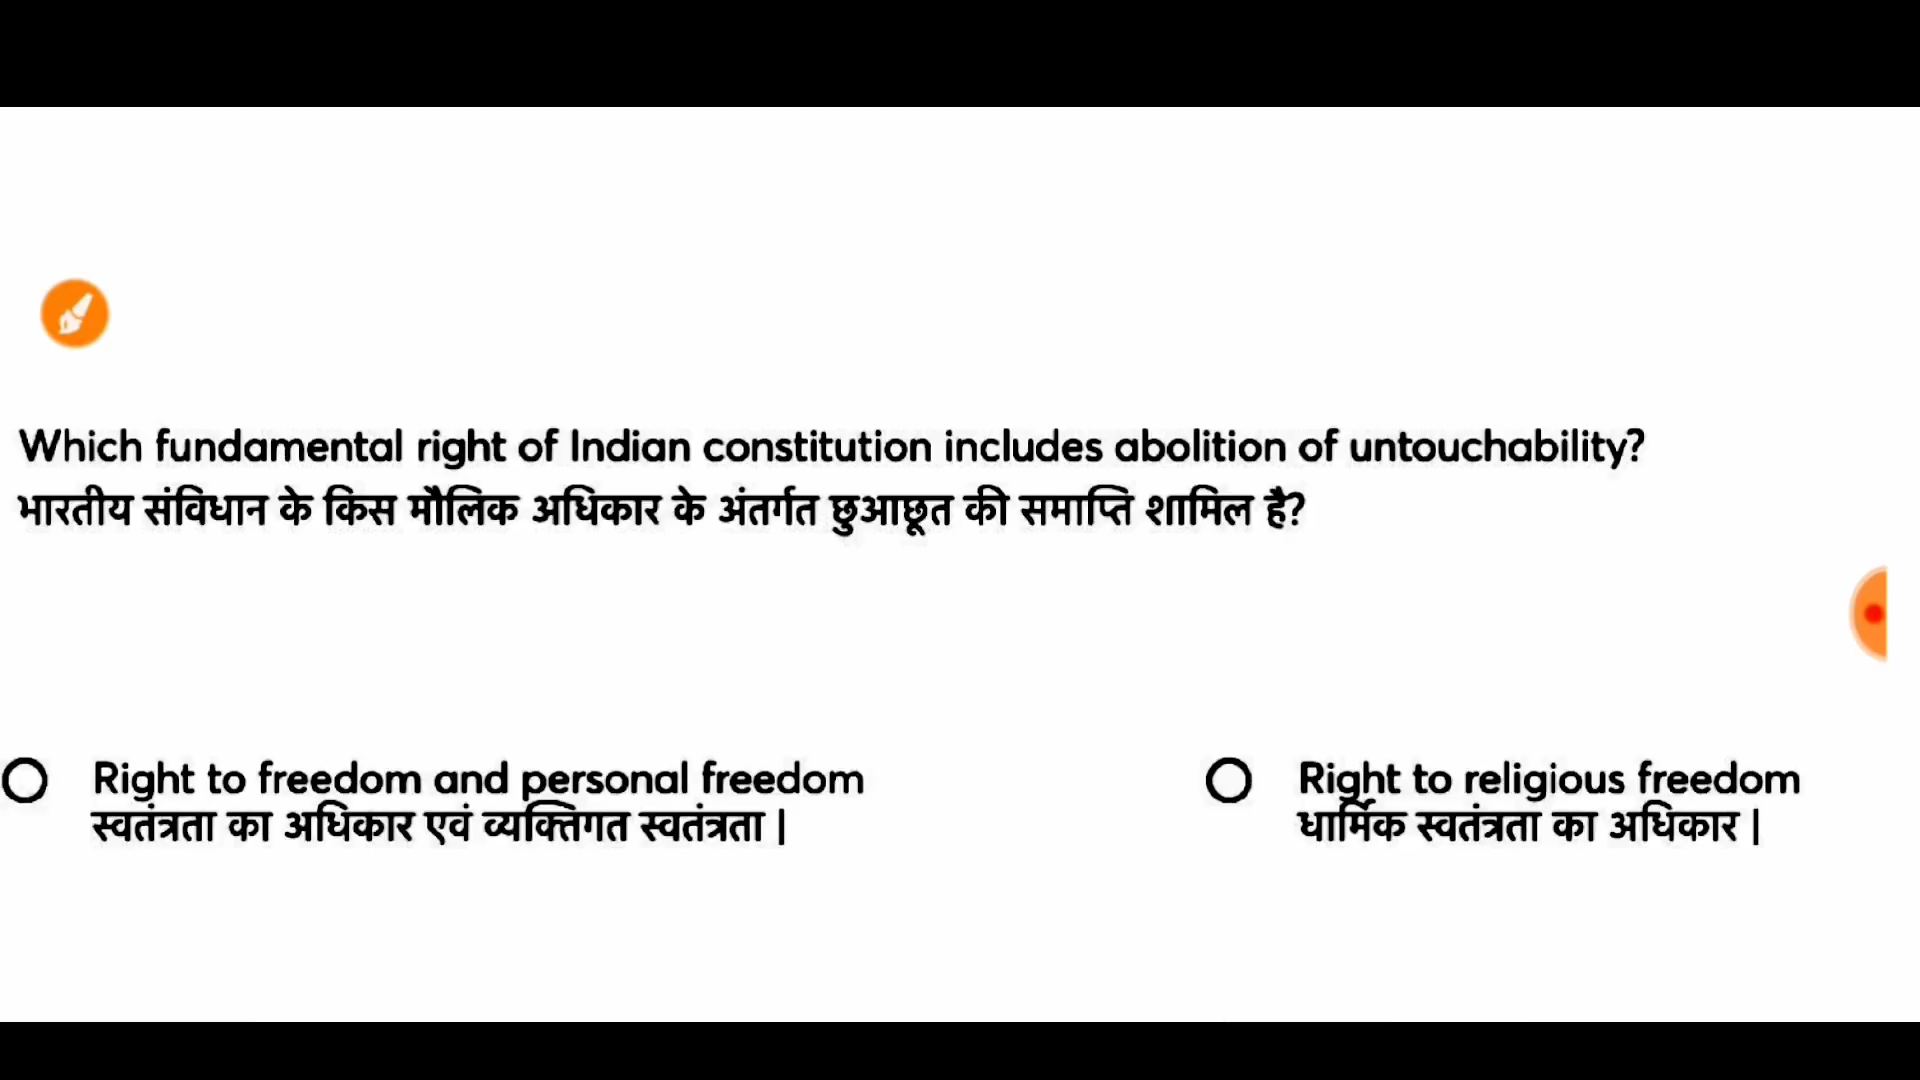 Which fundamental right of Indian constitution includes abolition of untouchability?
भारतीय संविधान के किस मौलिक अधिकार के अंतर्गत छुआछूत की समाप्ति शामिल है?
Right to freedom and personal freedom
स्वतंत्रता का अधिकार एवं व्यक्तिगत स्वतंत्रता |
Right to religious freedom
धार्मिक स्वतंत्रता का अधिकार |